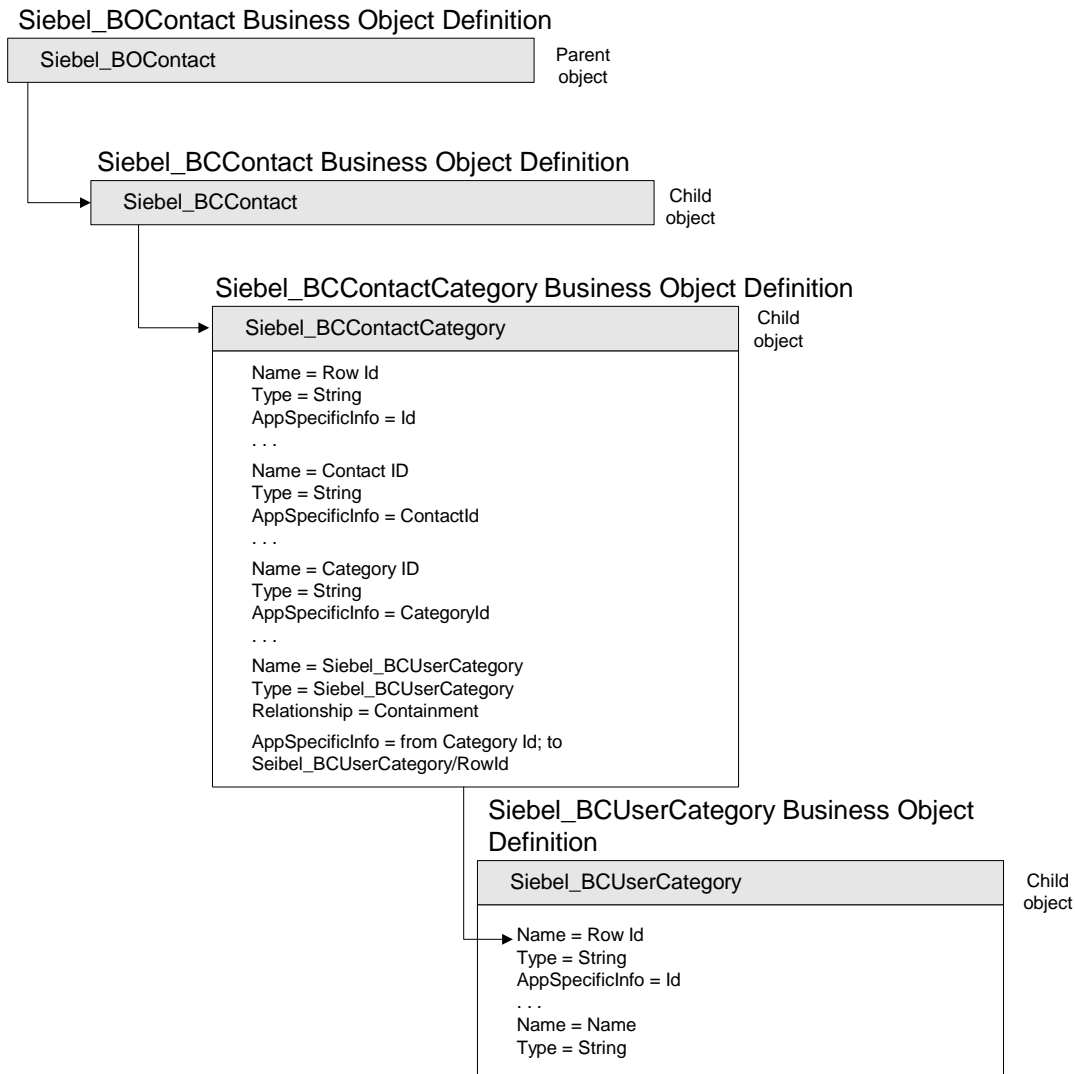 Siebel_BOContact Business Object Definition
Siebel_BOContact
Parent
object
Siebel_BCContact Business Object Definition
Siebel_BCContact
Child
object
Siebel_BCContactCategory Business Object Definition
Siebel_BCContactCategory
Child
object
Name = Row Id
Type = String
AppSpecificInfo = Id
. . .
Name = Contact ID
Type = String
AppSpecificInfo = ContactId
. . .
Name = Category ID
Type = String
AppSpecificInfo = CategoryId
. . .
Name = Siebel_BCUserCategory
Type = Siebel_BCUserCategory
Relationship = Containment
AppSpecificInfo = from Category Id; to
Seibel_BCUserCategory/RowId
Siebel_BCUserCategory Business Object
Definition
Siebel_BCUserCategory
Child
object
Name = Row Id
Type = String
AppSpecificInfo = Id
. . .
Name = Name
Type = String